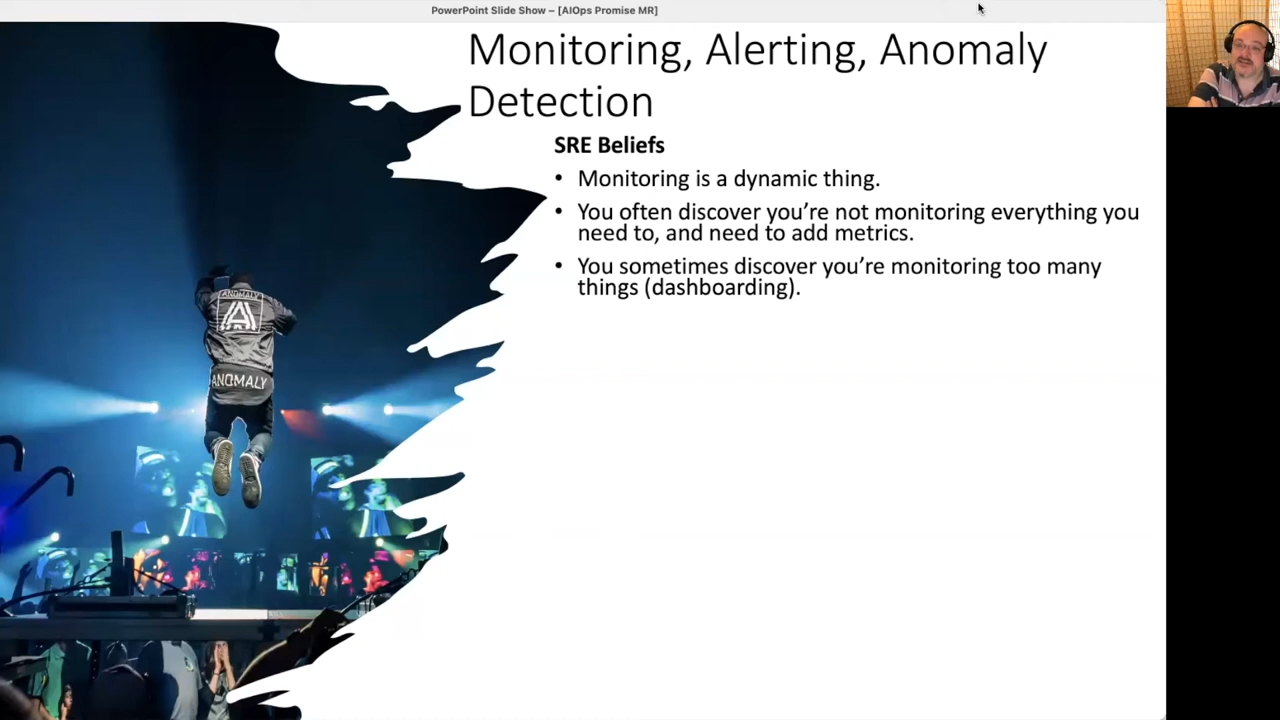 PowerPoint Slide Show – [AIOps Promise MR]
Monitoring, Alerting, Anomaly
Detection
SRE Beliefs
• Monitoring is a dynamic thing.
• You often discover you’re not monitoring everything you
need to, and need to add metrics.
• You sometimes discover you’re monitoring too many
things (dashboarding).
ANOMALY
ANOMALY